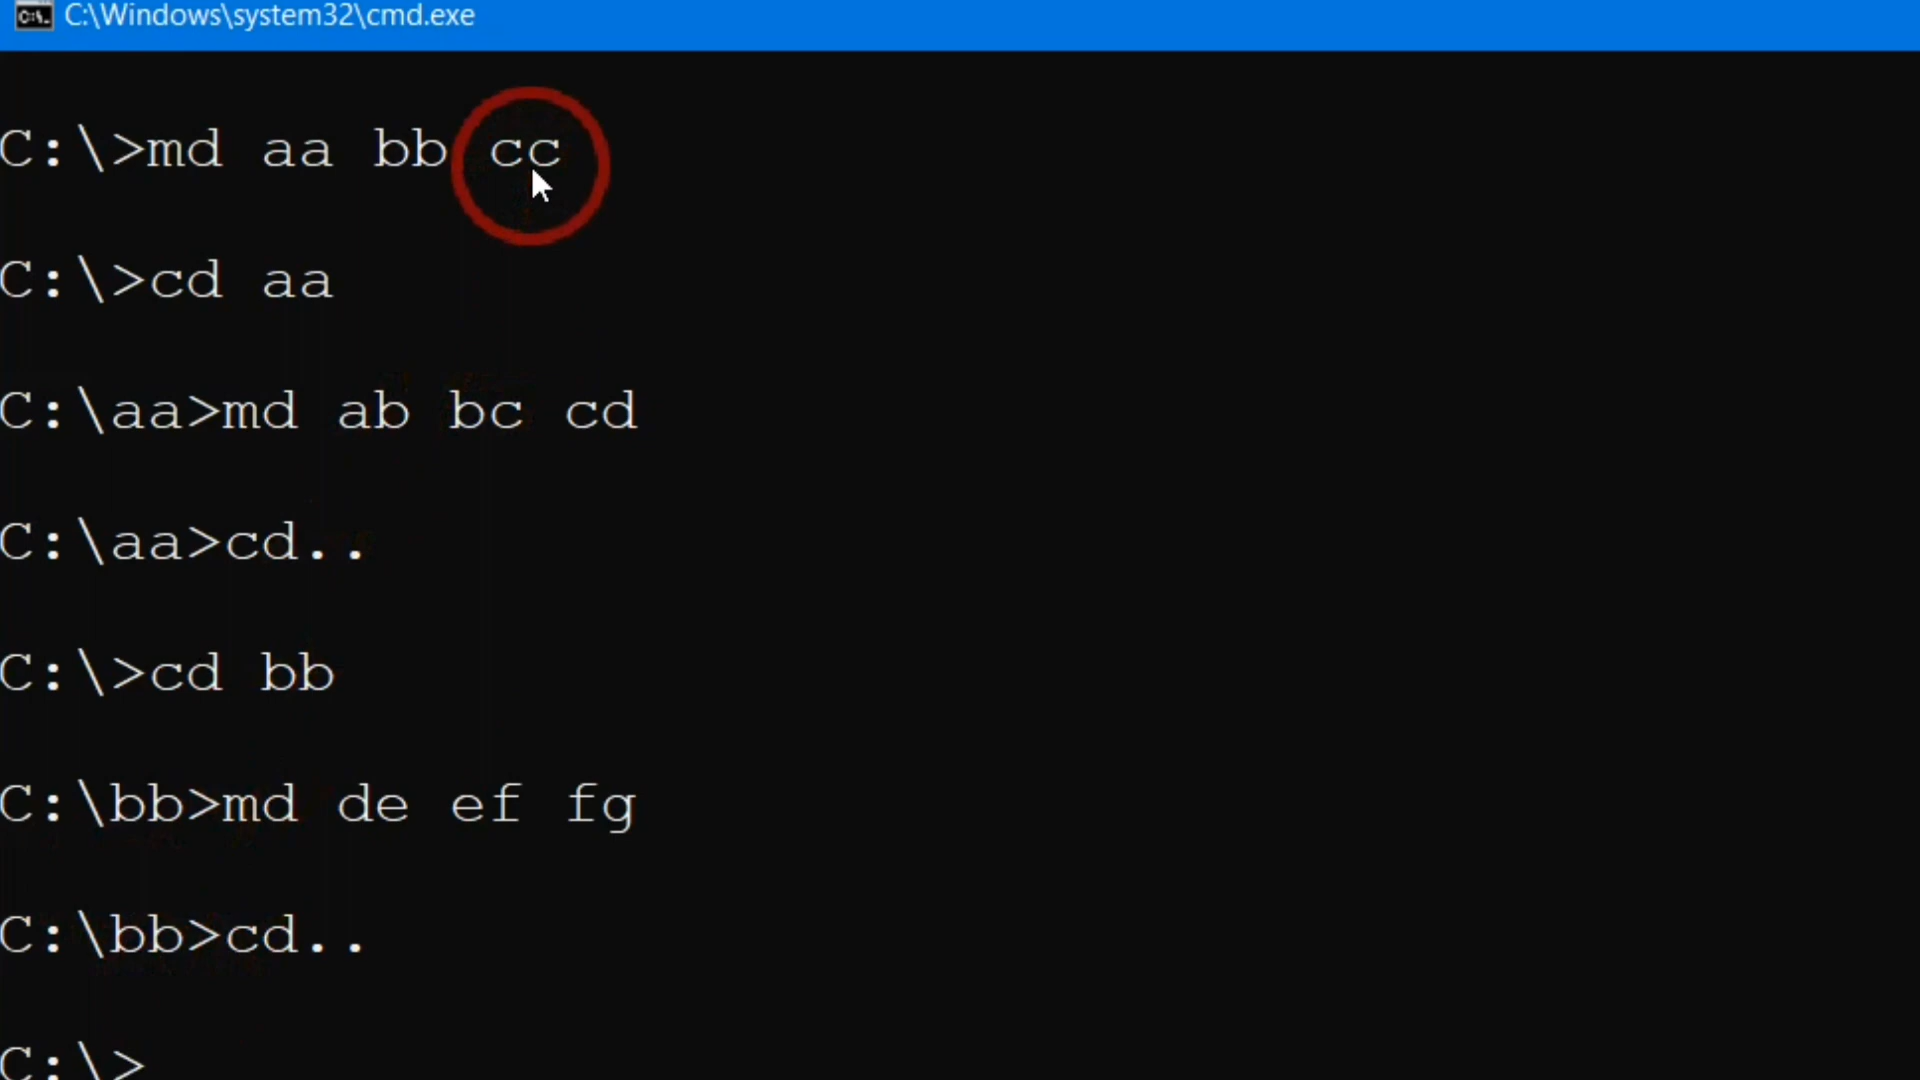 C:\Windows\system32\cmd.exe
C:\>md aa bb cc
C:\>cd aa
C:\aa>md ab bc cd
C:\aa>cd..
C:\>cd bb
C:\bb>md de ef fg
C:\bb>cd..
C:\>